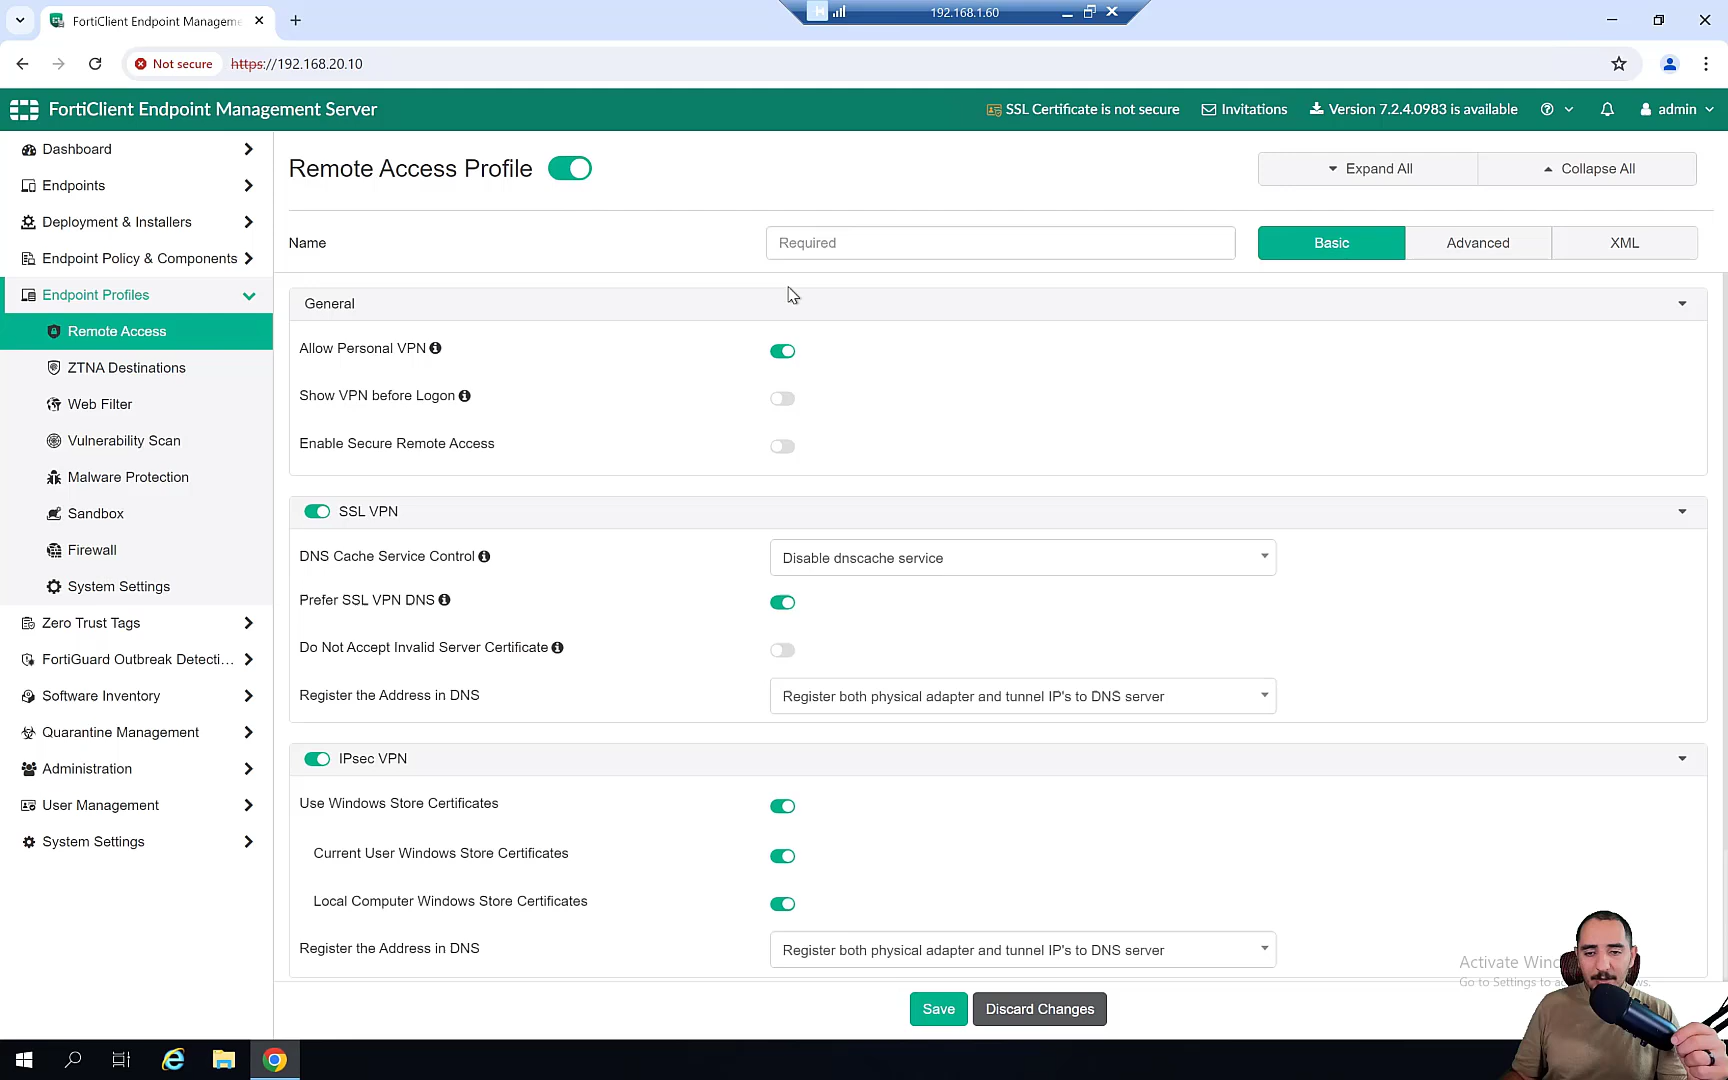 FortiClient Endpoint Manageme
192.168.1.60
Not secure
https://192.168.20.10
FortiClient Endpoint Management Server
SSL Certificate is not secure
Invitations
Version 7.2.4.0983 is available
admin
Dashboard
Endpoints
Deployment & Installers
Endpoint Policy & Components
Endpoint Profiles
Remote Access
ZTNA Destinations
Web Filter
Vulnerability Scan
Malware Protection
Sandbox
Firewall
System Settings
Zero Trust Tags
FortiGuard Outbreak Detecti...
Software Inventory
Quarantine Management
Administration
User Management
System Settings
Remote Access Profile
Expand All
Collapse All
Name
Required
Basic
Advanced
XML
General
Allow Personal VPN
Show VPN before Logon
Enable Secure Remote Access
SSL VPN
DNS Cache Service Control
Disable dnscache service
Prefer SSL VPN DNS
Do Not Accept Invalid Server Certificate
Register the Address in DNS
Register both physical adapter and tunnel IP's to DNS server
IPsec VPN
Use Windows Store Certificates
Current User Windows Store Certificates
Local Computer Windows Store Certificates
Register the Address in DNS
Register both physical adapter and tunnel IP's to DNS server
Save
Discard Changes
Activate Win
Go to Settings to